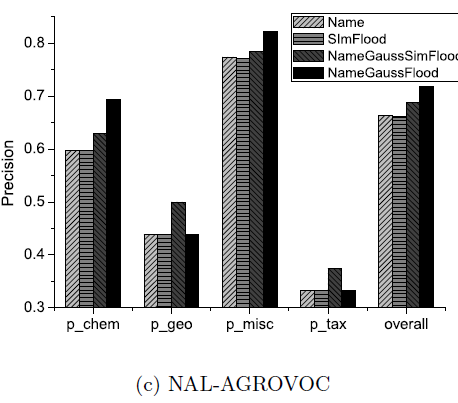 Name
SImFlood
NameGaussSimFlood
NameGaussFlood
0.8
0.7
0.6
0.5
0.4
0.3
Precision
p_chem p_geo p_misc p_tax overall
(c) NAL-AGROVOC